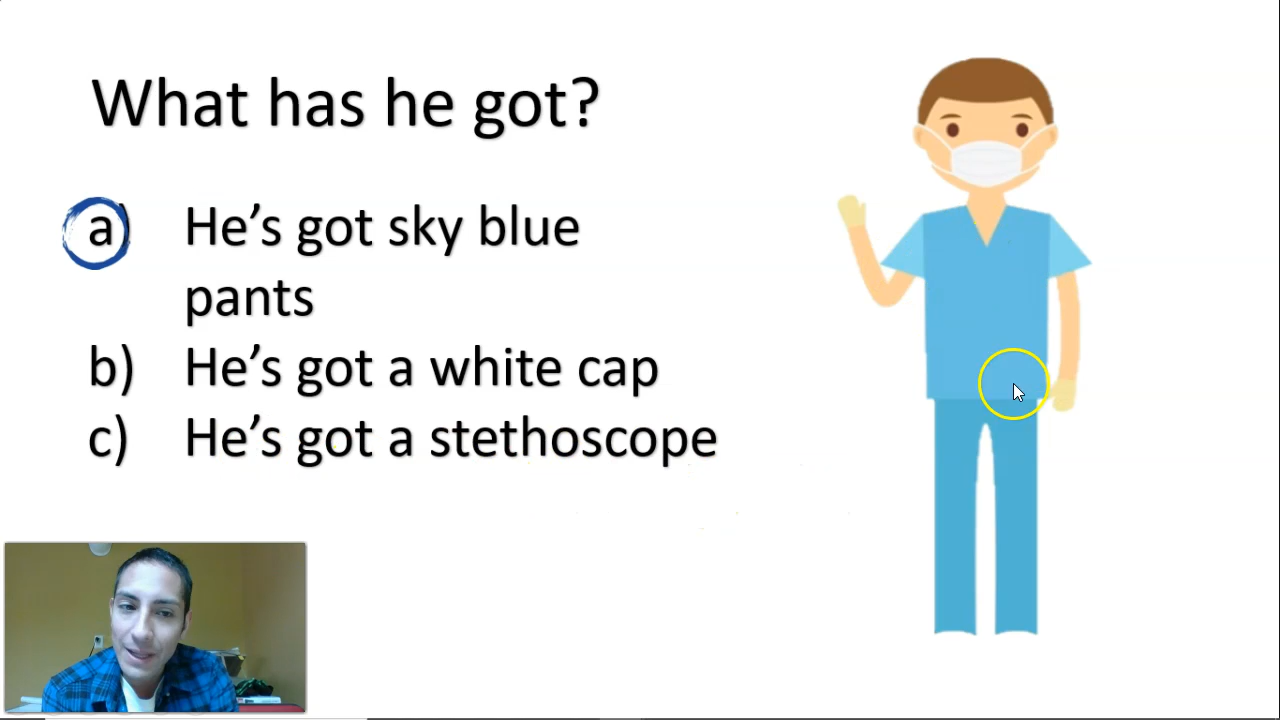 What has he got?
a) He’s got sky blue
pants
b) He’s got a white cap
c) He’s got a stethoscope